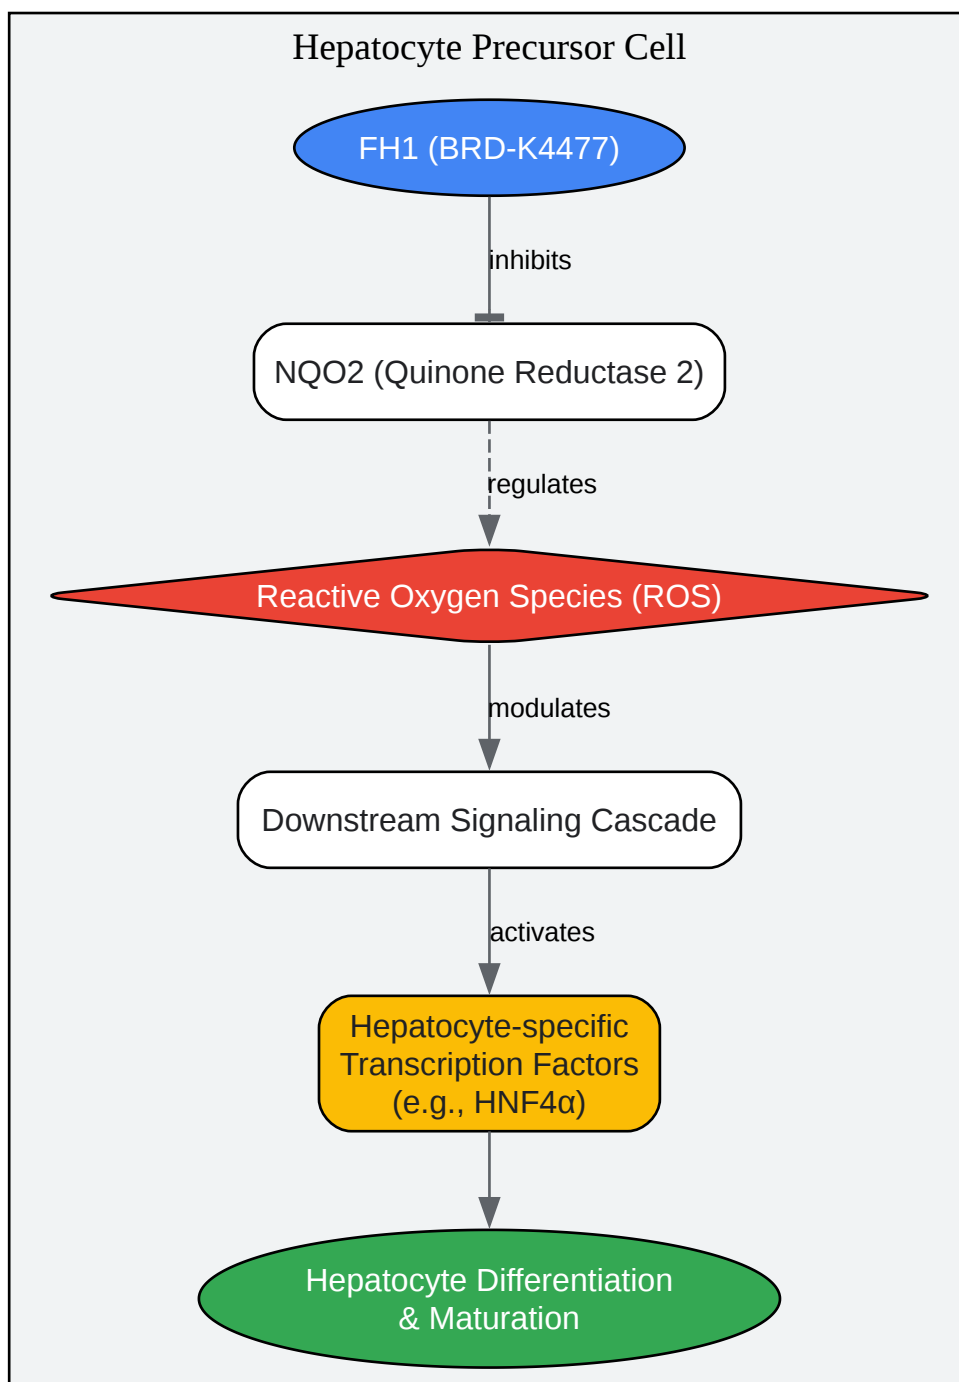 Hepatocyte Precursor Cell
FH1 (BRD-K4477)
inhibits
NQO2 (Quinone Reductase 2)
regulates
Reactive Oxygen Species (ROS)
modulates
Downstream Signaling Cascade
activates
Hepatocyte-specific
Transcription Factors
(e.g., HNF4α)
Hepatocyte Differentiation
& Maturation